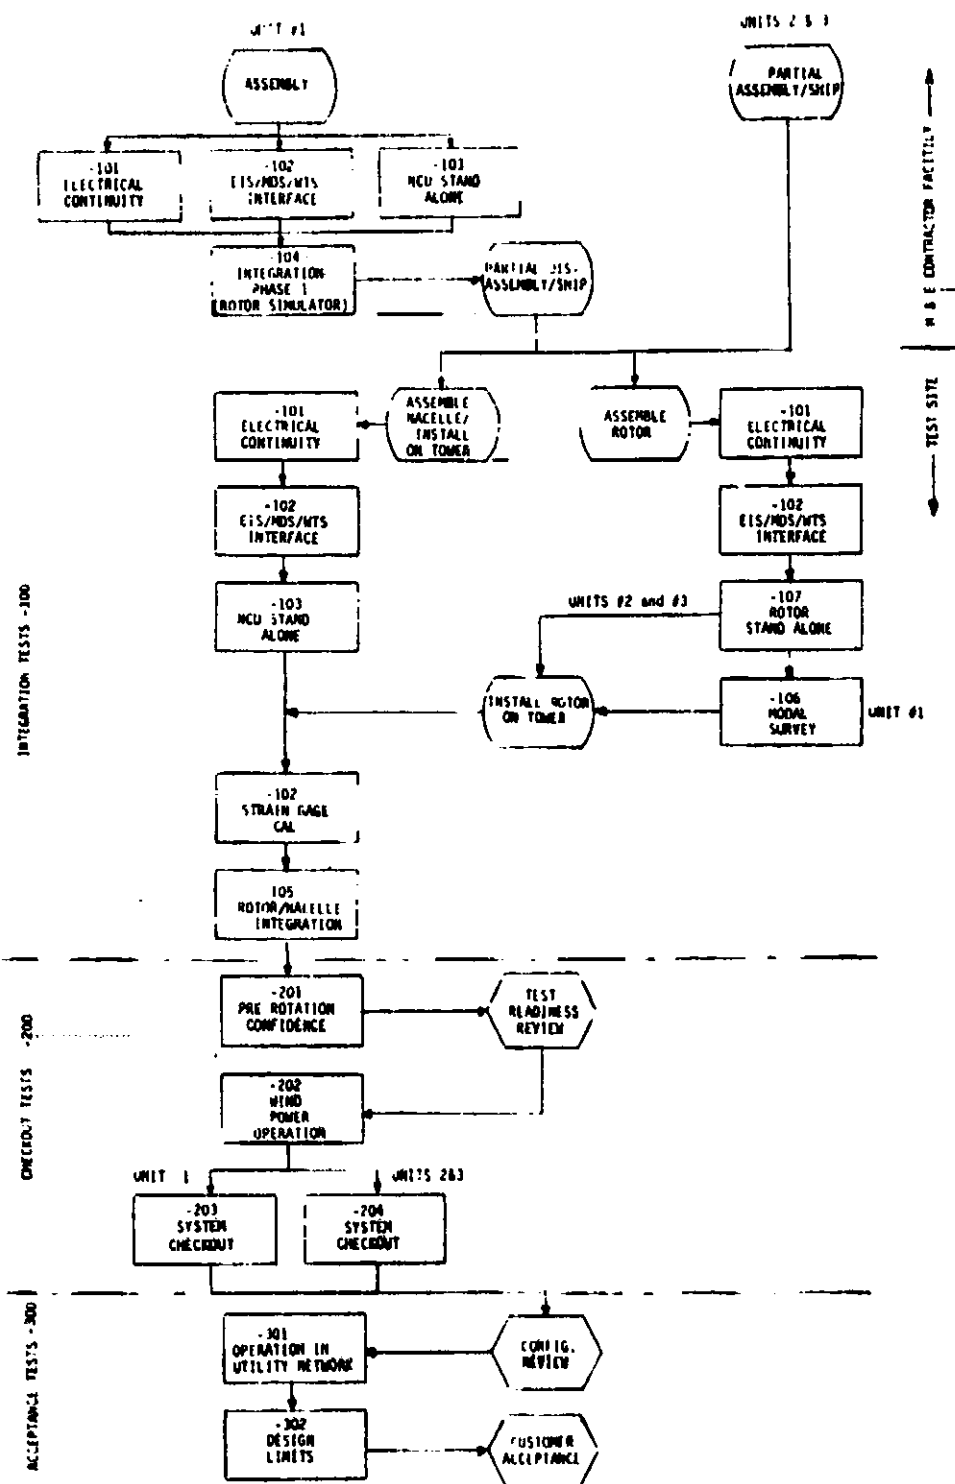 UNIT #1
UNITS 2 & 3
ASSEMBLY
PARTIAL
ASSEMBLY/SHIP
-101
ELECTRICAL
CONTINUITY
-102
EIS/MDS/WTS
INTERFACE
-103
NCU STAND
ALONE
-104
INTEGRATION
PHASE 1
(ROTOR SIMULATOR)
PARTIAL DIS-
ASSEMBLY/SHIP
M & E CONTRACTOR FACITILY
TEST SITE
-101
ELECTRICAL
CONTINUITY
ASSEMBLE
NACELLE/
INSTALL
ON TOWER
ASSEMBLE
ROTOR
-101
ELECTRICAL
CONTINUITY
-102
EIS/MDS/WTS
INTERFACE
-102
EIS/MDS/WTS
INTERFACE
-103
NCU STAND
ALONE
UNITS #2 and #3
-107
ROTOR
STAND ALONE
INSTALL ROTOR
ON TOWER
-106
MODAL
SURVEY
UNIT #1
INTEGRATION TESTS -100
-102
STRAIN GAGE
CAL
105
ROTOR/NACELLE
INTEGRATION
CHECKOUT TESTS -200
-201
PRE ROTATION
CONFIDENCE
TEST
READINESS
REVIEW
-202
WIND
POWER
OPERATION
UNIT 1
UNITS 2&3
-203
SYSTEM
CHECKOUT
-204
SYSTEM
CHECKOUT
ACCEPTANCE TESTS -300
-301
OPERATION IN
UTILITY NETWORK
CONFIG.
REVIEW
-302
DESIGN
LIMITS
CUSTOMER
ACCEPTANCE